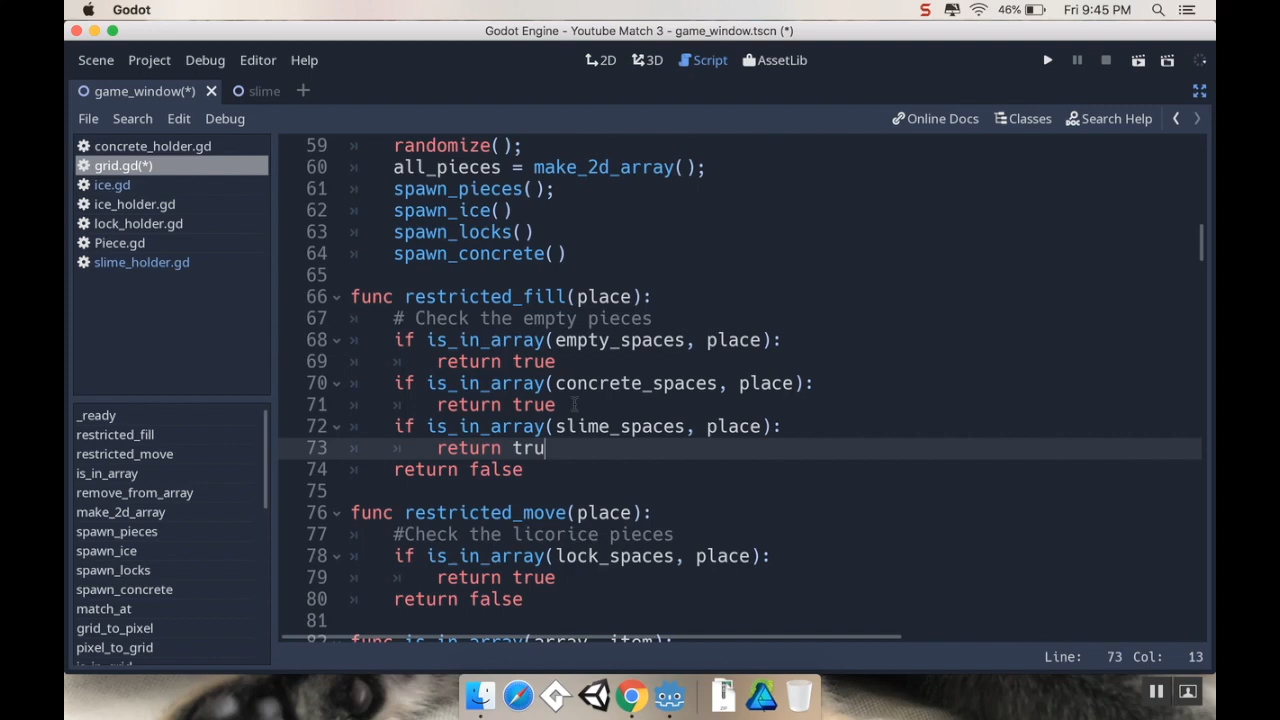 Godot
46%
Fri 9:45 PM
Godot Engine - Youtube Match 3 - game_window.tscn (*)
Scene Project Debug Editor Help
2D 3D Script AssetLib
game_window(*) slime
File Search Edit Debug
Online Docs Classes Search Help
concrete_holder.gd
grid.gd(*)
ice.gd
ice_holder.gd
lock_holder.gd
Piece.gd
slime_holder.gd
_ready
restricted_fill
restricted_move
is_in_array
remove_from_array
make_2d_array
spawn_pieces
spawn_ice
spawn_locks
spawn_concrete
match_at
grid_to_pixel
pixel_to_grid
is_in_grid
59 randomize();
60 all_pieces = make_2d_array();
61 spawn_pieces();
62 spawn_ice()
63 spawn_locks()
64 spawn_concrete()
65
66 func restricted_fill(place):
67 # Check the empty pieces
68 if is_in_array(empty_spaces, place):
69 return true
70 if is_in_array(concrete_spaces, place):
71 return true
72 if is_in_array(slime_spaces, place):
73 return tru
74 return false
75
76 func restricted_move(place):
77 #Check the licorice pieces
78 if is_in_array(lock_spaces, place):
79 return true
80 return false
81
82 func is_in_array(array, item):
Line: 73 Col: 13